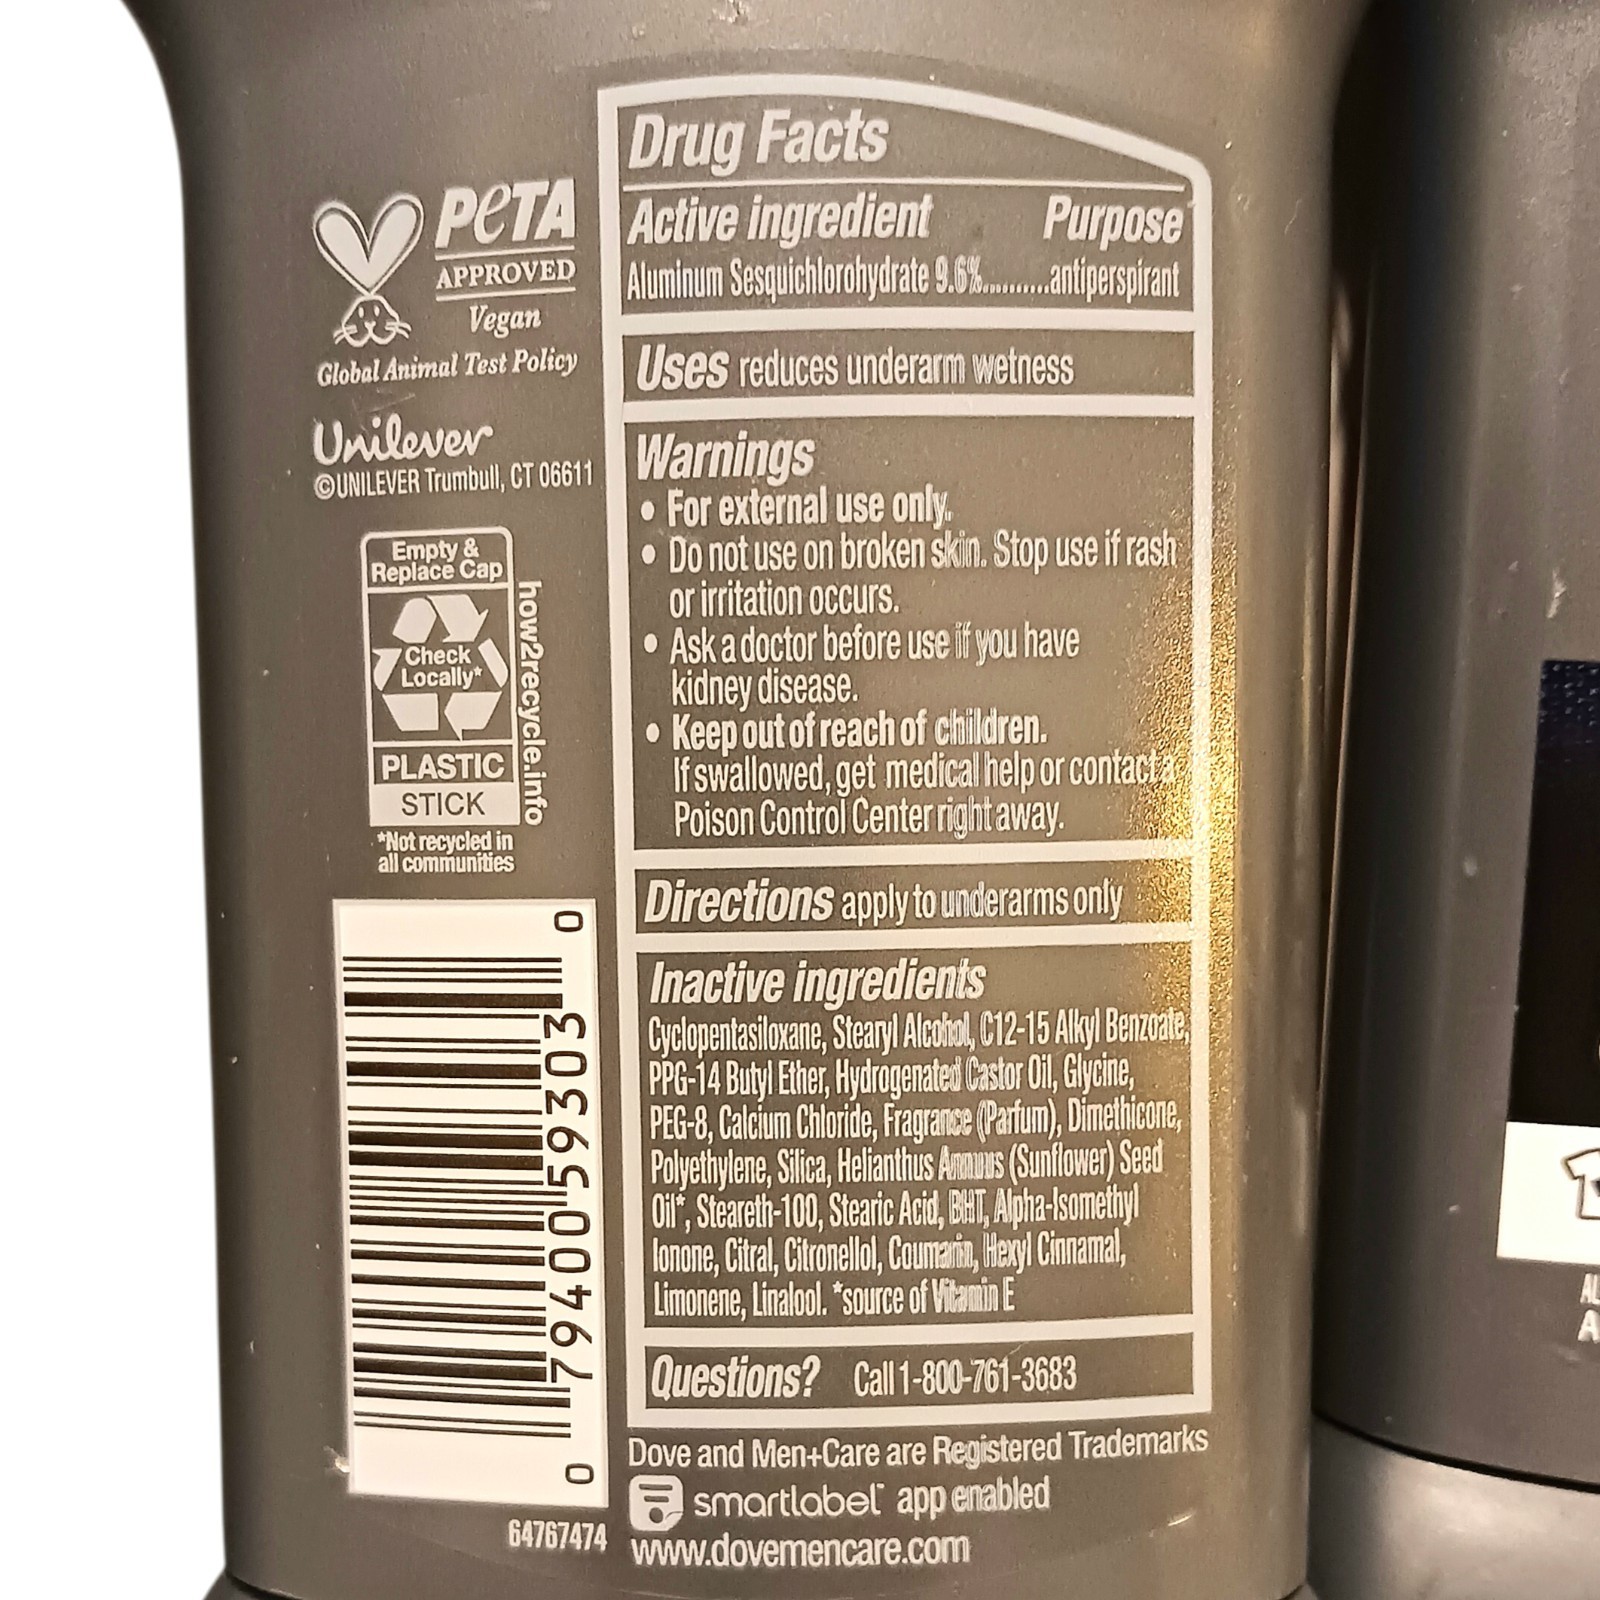 PETA
APPROVED
Vegan
Global Animal Test Policy
Unilever
©UNILEVER Trumbull, CT 06611
Empty &
Replace Cap
Check
Locally*
PLASTIC
STICK
how2recycle.info
*Not recycled in
all communities
0 79400 59303 0
64767474
Drug Facts
Active ingredient Purpose
Aluminum Sesquichlorohydrate 9.6%..........antiperspirant
Uses reduces underarm wetness
Warnings
• For external use only.
• Do not use on broken skin. Stop use if rash
or irritation occurs.
• Ask a doctor before use if you have
kidney disease.
• Keep out of reach of children.
If swallowed, get medical help or contact a
Poison Control Center right away.
Directions apply to underarms only
Inactive ingredients
Cyclopentasiloxane, Stearyl Alcohol, C12-15 Alkyl Benzoate,
PPG-14 Butyl Ether, Hydrogenated Castor Oil, Glycine,
PEG-8, Calcium Chloride, Fragrance (Parfum), Dimethicone,
Polyethylene, Silica, Helianthus Annuus (Sunflower) Seed
Oil*, Steareth-100, Stearic Acid, BHT, Alpha-Isomethyl
Ionone, Citral, Citronellol, Coumarin, Hexyl Cinnamal,
Limonene, Linalool. *source of Vitamin E
Questions? Call 1-800-761-3683
Dove and Men+Care are Registered Trademarks
smartlabel™ app enabled
www.dovemencare.com